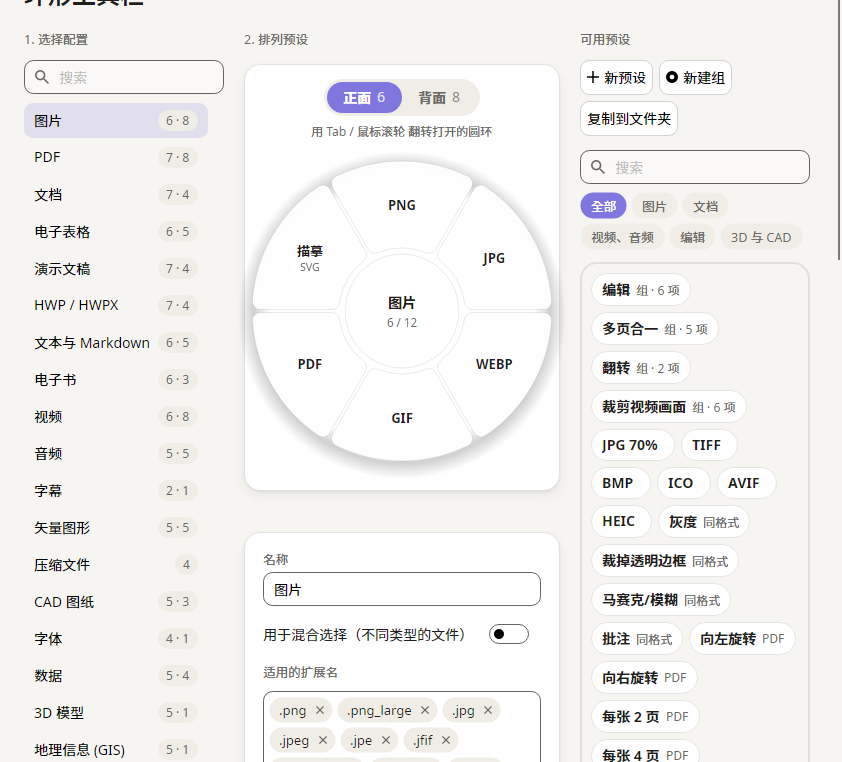 1. 选择配置
搜索
图片 6 · 8
PDF 7 · 8
文档 7 · 4
电子表格 6 · 5
演示文稿 7 · 4
HWP / HWPX 7 · 4
文本与 Markdown 6 · 5
电子书 6 · 3
视频 6 · 8
音频 5 · 5
字幕 2 · 1
矢量图形 5 · 5
压缩文件 4
CAD 图纸 5 · 3
字体 4 · 1
数据 5 · 4
3D 模型 5 · 1
地理信息 (GIS) 5 · 1
2. 排列预设
正面 6 背面 8
用 Tab / 鼠标滚轮 翻转打开的圆环
PNG
描摹
SVG
JPG
图片
6 / 12
PDF
WEBP
GIF
名称
图片
用于混合选择（不同类型的文件）
适用的扩展名
.png × .png_large × .jpg ×
.jpeg × .jpe × .jfif ×
可用预设
新预设 新建组
复制到文件夹
搜索
全部 图片 文档
视频、音频 编辑 3D 与 CAD
编辑 组 · 6 项
多页合一 组 · 5 项
翻转 组 · 2 项
裁剪视频画面 组 · 6 项
JPG 70% TIFF
BMP ICO AVIF
HEIC 灰度 同格式
裁掉透明边框 同格式
马赛克/模糊 同格式
批注 同格式 向左旋转 PDF
向右旋转 PDF
每张 2 页 PDF
每张 4 页 PDF